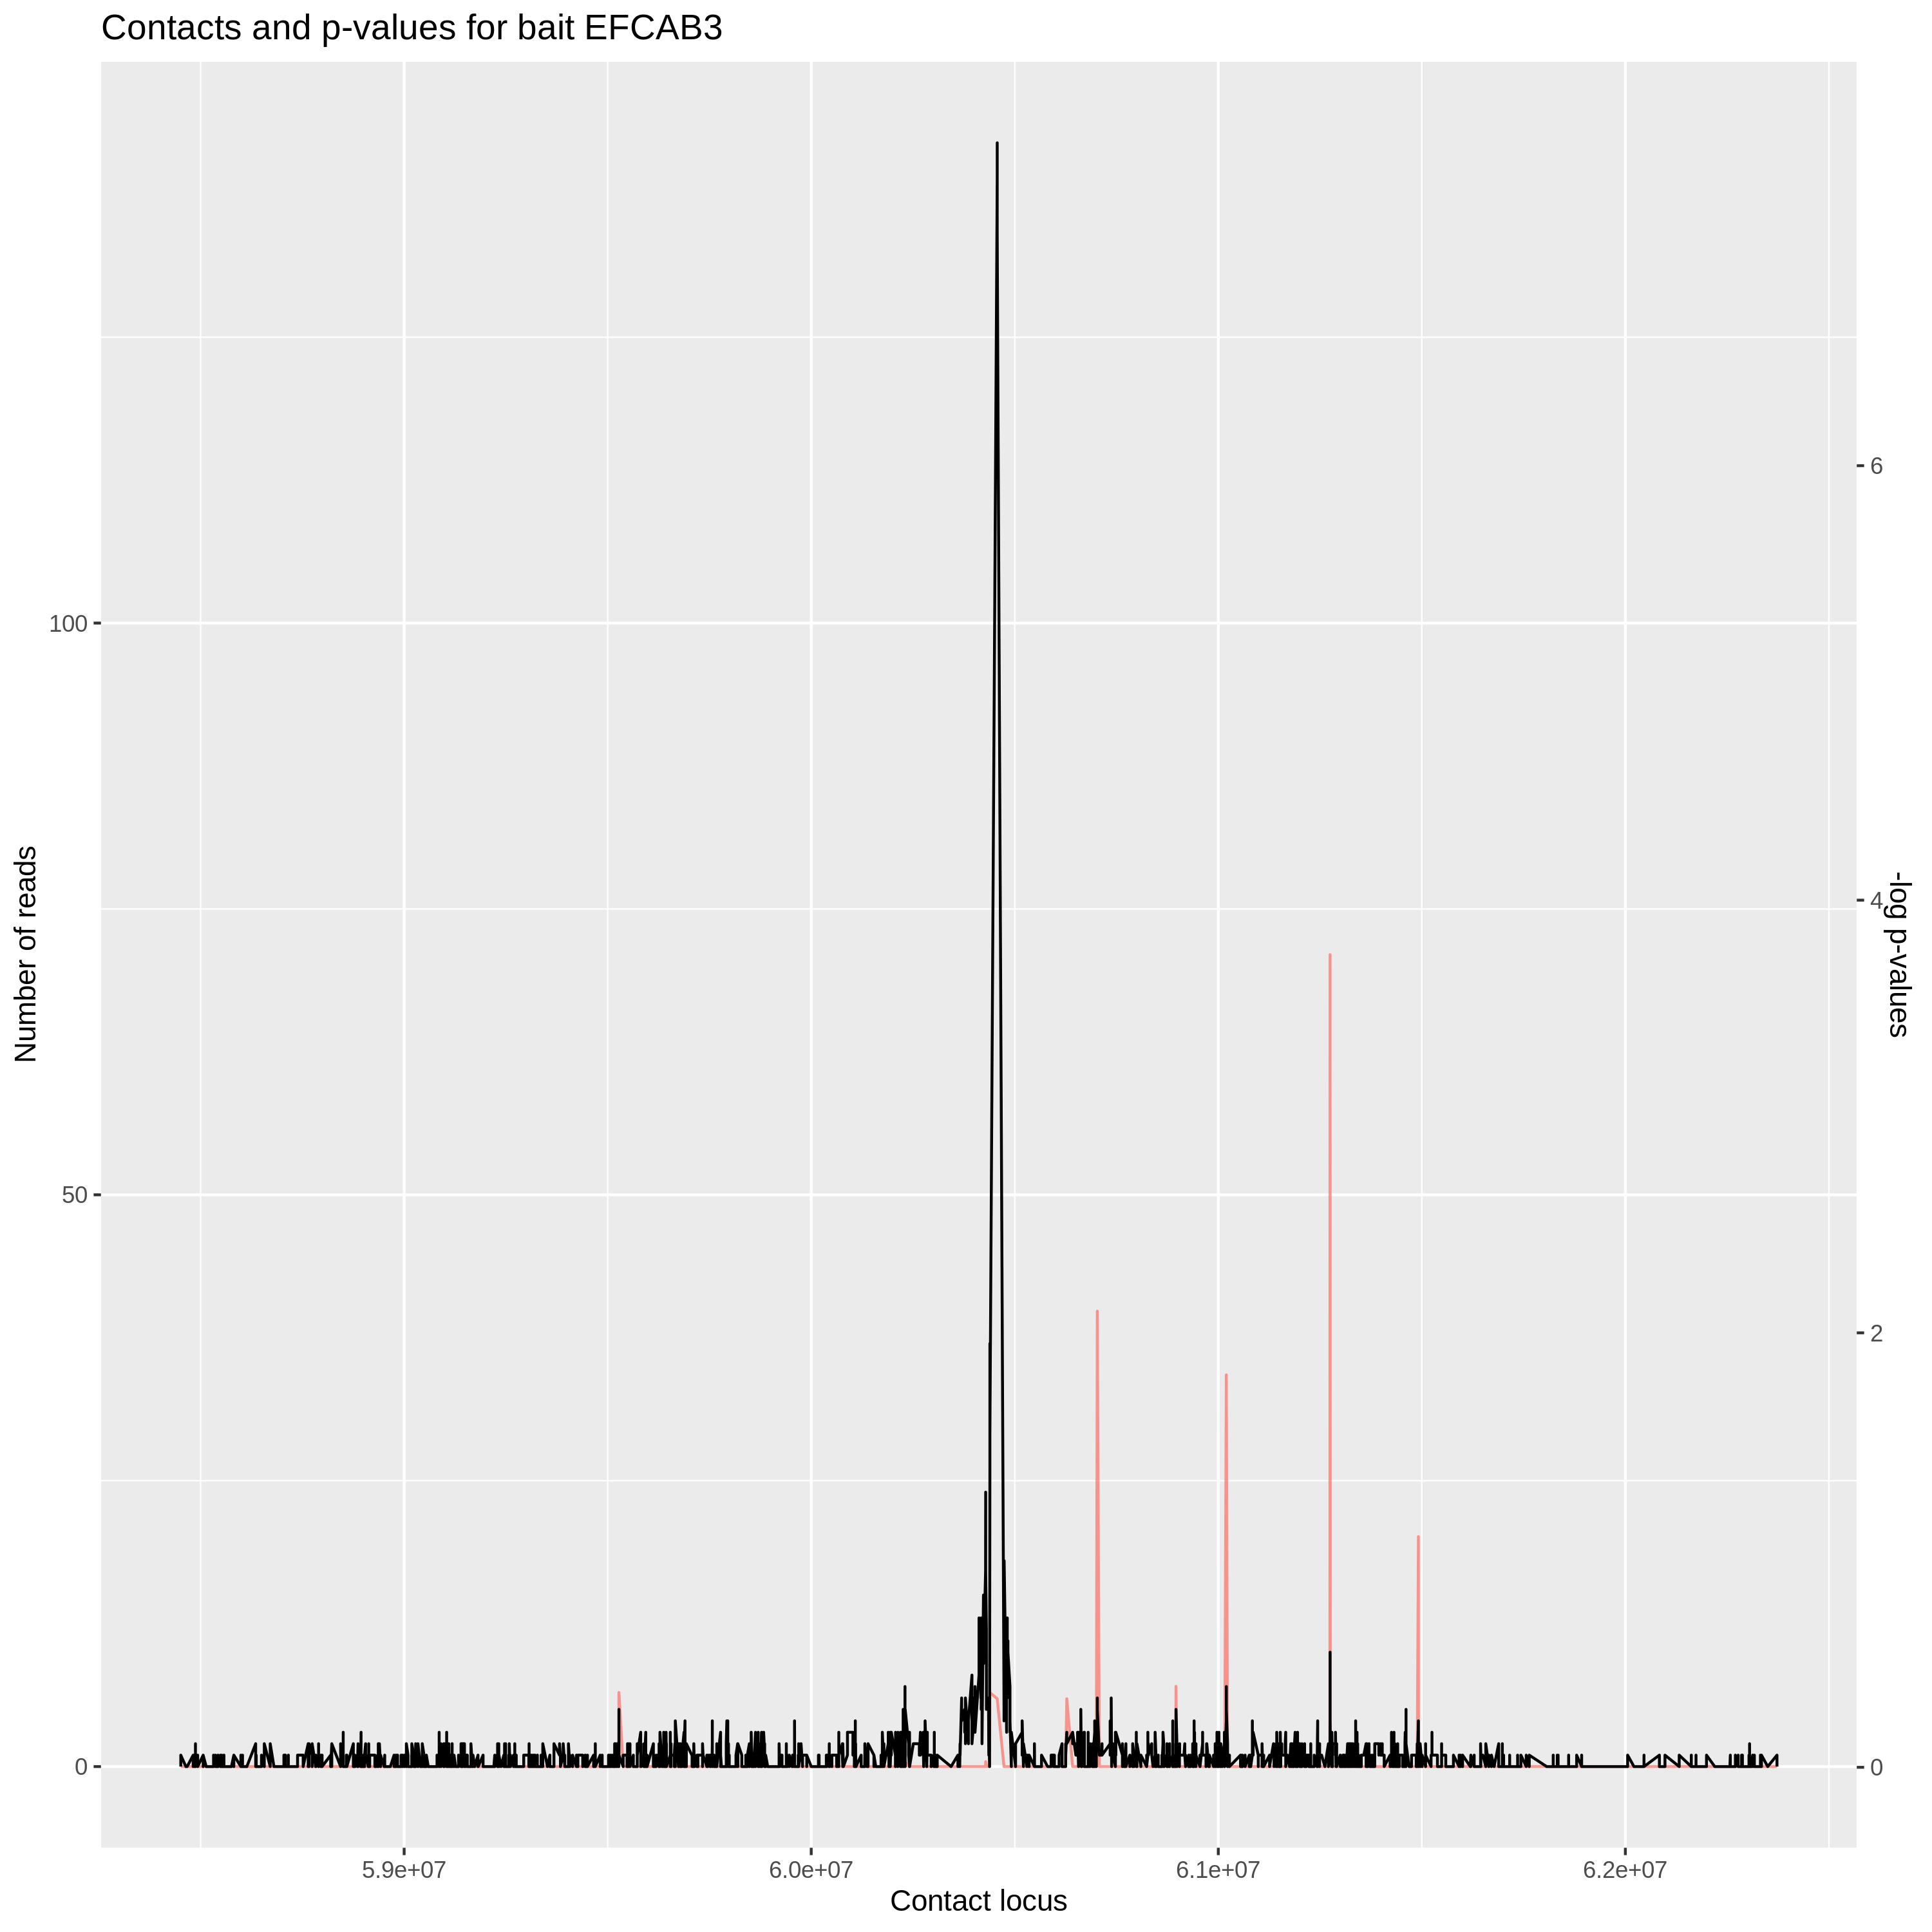 Contacts and p-values for bait EFCAB3
Number of reads
100
50
0
6
4
2
0
-log p-values
5.9e+07
6.0e+07
6.1e+07
6.2e+07
Contact locus